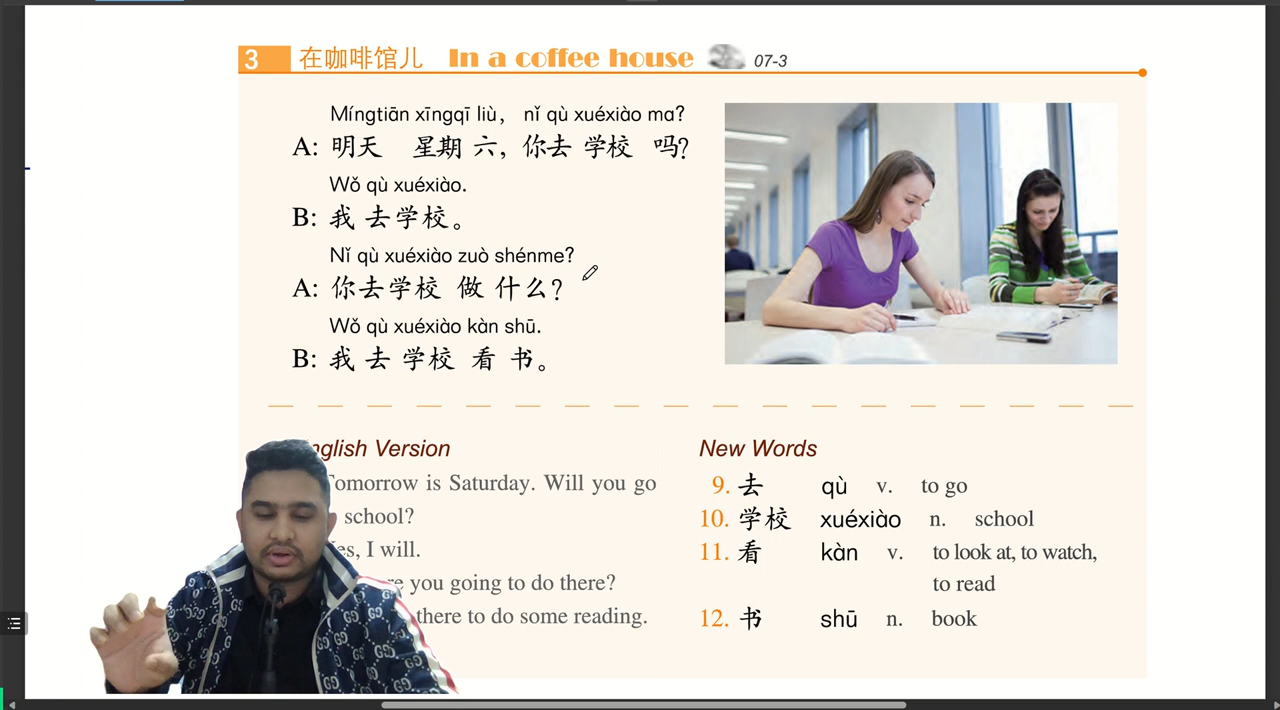 3 在咖啡馆儿 In a coffee house 07-3
Míngtiān xīngqī liù, nǐ qù xuéxiào ma?
A: 明天 星期 六, 你去 学校 吗?
Wǒ qù xuéxiào.
B: 我 去学校。
Nǐ qù xuéxiào zuò shénme?
A: 你去学校 做 什么?
Wǒ qù xuéxiào kàn shū.
B: 我 去 学校 看 书。
English Version
Tomorrow is Saturday. Will you go
school?
I will.
you going to do there?
there to do some reading.
New Words
9. 去 qù v. to go
10. 学校 xuéxiào n. school
11. 看 kàn v. to look at, to watch,
to read
12. 书 shū n. book